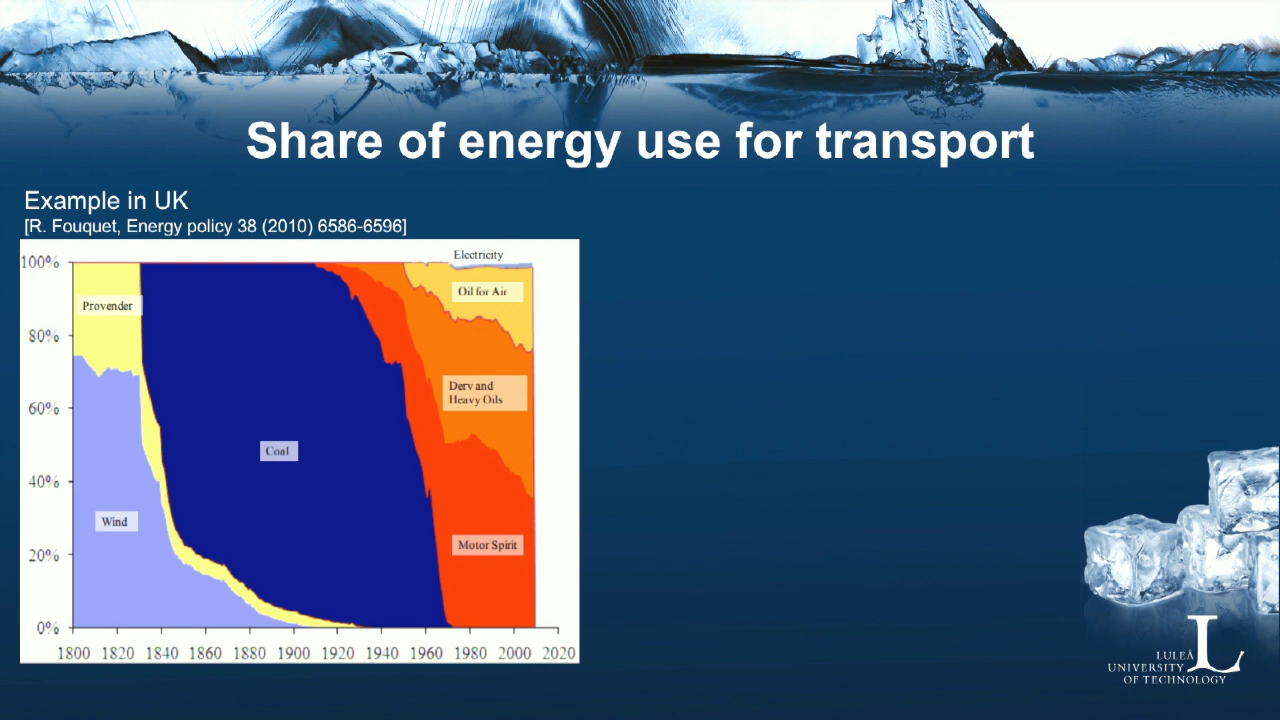 Share of energy use for transport
Example in UK
[R. Fouquet, Energy policy 38 (2010) 6586-6596]
Electricity
100%
Oil for Air
Provender
80%
Derv and
Heavy Oils
60%
Coal
40%
Wind
Motor Spirit
20%
0%
1800 1820 1840 1860 1880 1900 1920 1940 1960 1980 2000 2020
LULEÅ
UNIVERSITY
OF TECHNOLOGY
L